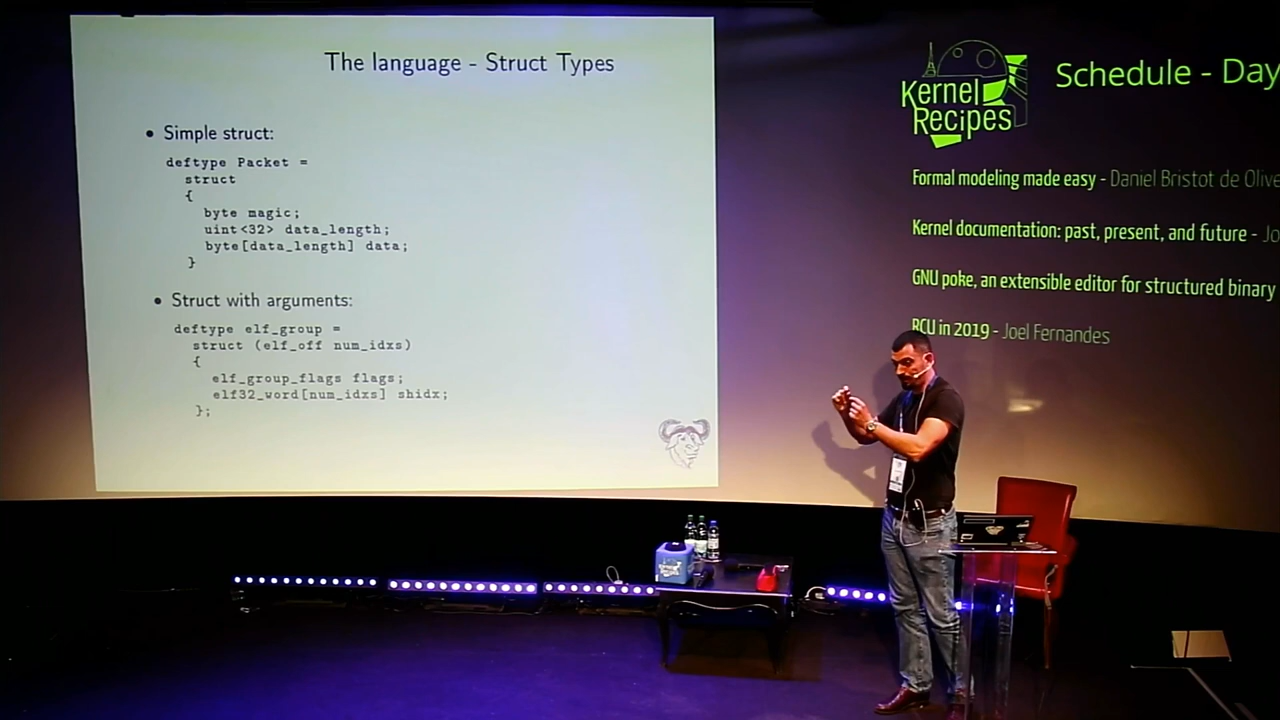 The language - Struct Types
• Simple struct:
deftype Packet =
struct
{
byte magic;
uint<32> data_length;
byte[data_length] data;
}
• Struct with arguments:
deftype elf_group =
struct (elf_off num_idxs)
{
elf_group_flags flags;
elf32_word[num_idxs] shidx;
};
Kernel
Recipes
Schedule - Day
Formal modeling made easy - Daniel Bristot de Olive
Kernel documentation: past, present, and future - Jo
GNU poke, an extensible editor for structured binary
RCU in 2019 - Joel Fernandes